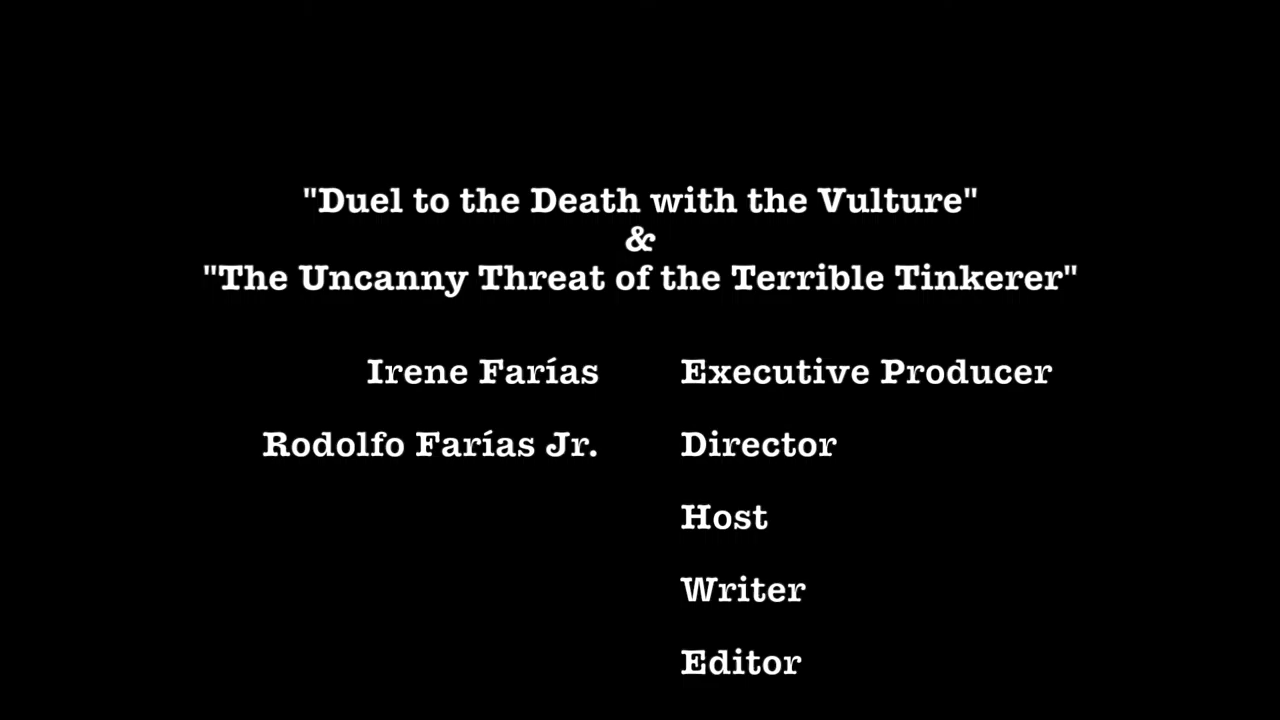 "Duel to the Death with the Vulture"
&
"The Uncanny Threat of the Terrible Tinkerer"
Irene Farías Executive Producer
Rodolfo Farías Jr. Director
Host
Writer
Editor